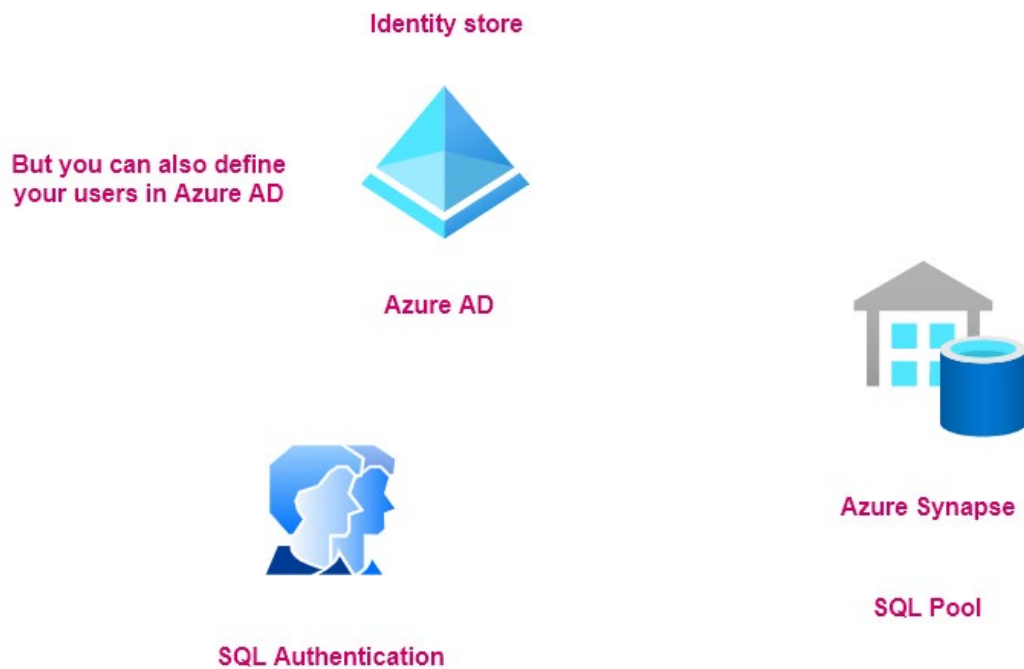 Identity store
But you can also define
your users in Azure AD
Azure AD
Azure Synapse
SQL Pool
SQL Authentication